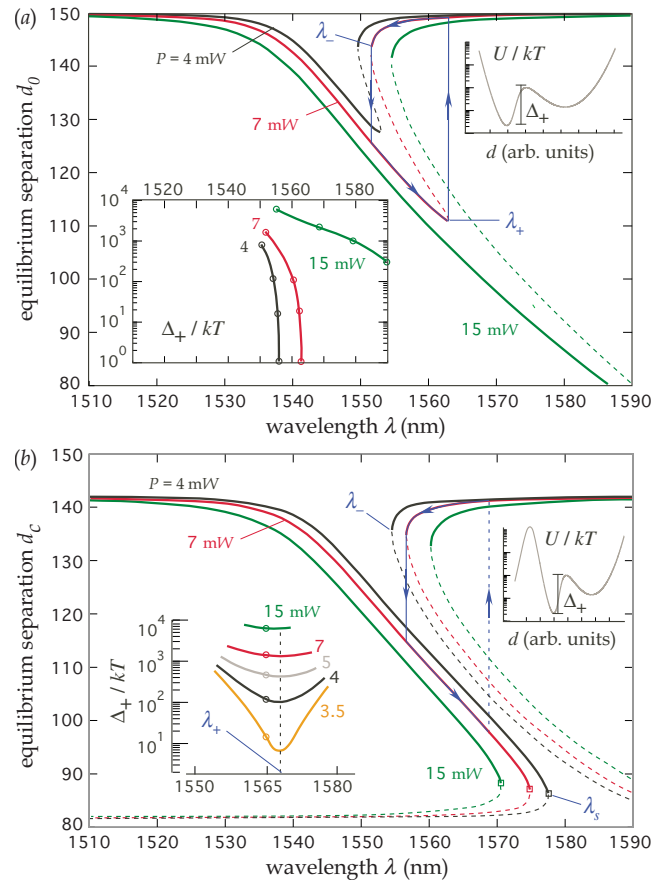 (a)
150
140
130
120
110
100
90
80
equilibrium separation d0
P = 4 mW
7 mW
λ–
λ+
15 mW
U / kT
Δ+
d (arb. units)
1520 1540 1560 1580
10^4
10^3
10^2
10^1
10^0
7
4
15 mW
Δ+ / kT
1510 1520 1530 1540 1550 1560 1570 1580 1590
wavelength λ (nm)
(b)
150
140
130
120
110
100
90
80
equilibrium separation dc
P = 4 mW
7 mW
λ–
U / kT
Δ+
d (arb. units)
10^4
10^3
10^2
10^1
Δ+ / kT
15 mW
7
5
4
3.5
λ+
1550 1565 1580
15 mW
λs
1510 1520 1530 1540 1550 1560 1570 1580 1590
wavelength λ (nm)